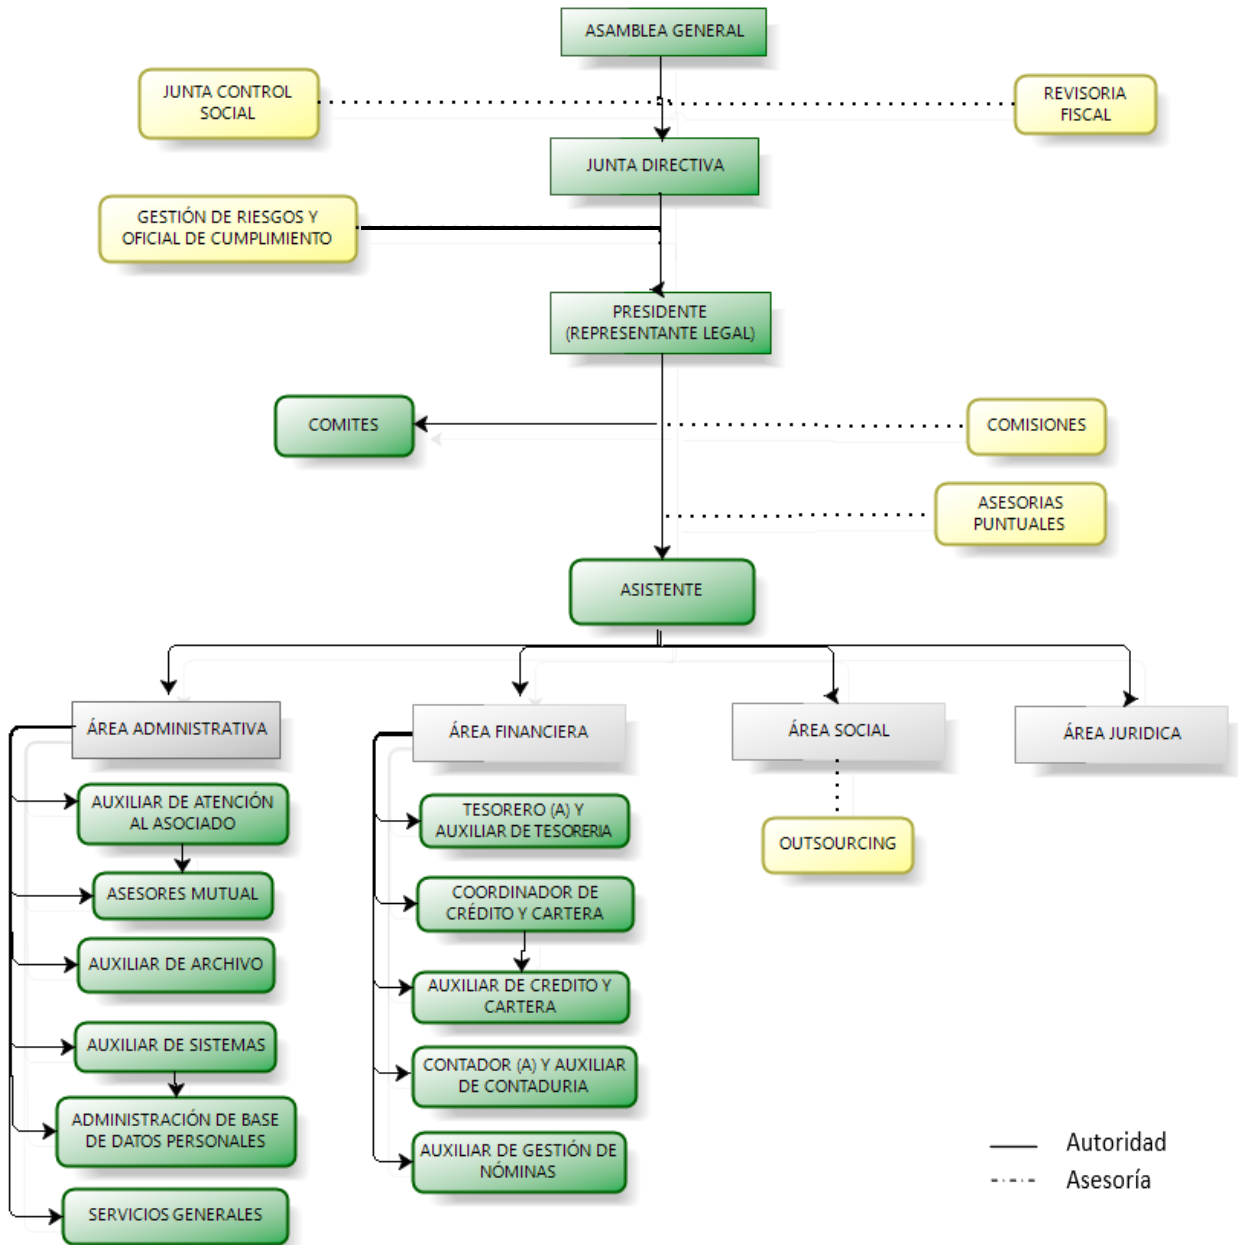 ASAMBLEA GENERAL
JUNTA CONTROL
SOCIAL
REVISORIA
FISCAL
JUNTA DIRECTIVA
GESTIÓN DE RIESGOS Y
OFICIAL DE CUMPLIMIENTO
PRESIDENTE
(REPRESENTANTE LEGAL)
COMITES
COMISIONES
ASESORIAS
PUNTUALES
ASISTENTE
ÁREA ADMINISTRATIVA
ÁREA FINANCIERA
ÁREA SOCIAL
ÁREA JURIDICA
AUXILIAR DE ATENCIÓN
AL ASOCIADO
ASESORES MUTUAL
AUXILIAR DE ARCHIVO
AUXILIAR DE SISTEMAS
ADMINISTRACIÓN DE BASE
DE DATOS PERSONALES
SERVICIOS GENERALES
TESORERO (A) Y
AUXILIAR DE TESORERIA
COORDINADOR DE
CRÉDITO Y CARTERA
AUXILIAR DE CREDITO Y
CARTERA
CONTADOR (A) Y AUXILIAR
DE CONTADURIA
AUXILIAR DE GESTIÓN DE
NÓMINAS
OUTSOURCING
Autoridad
Asesoría